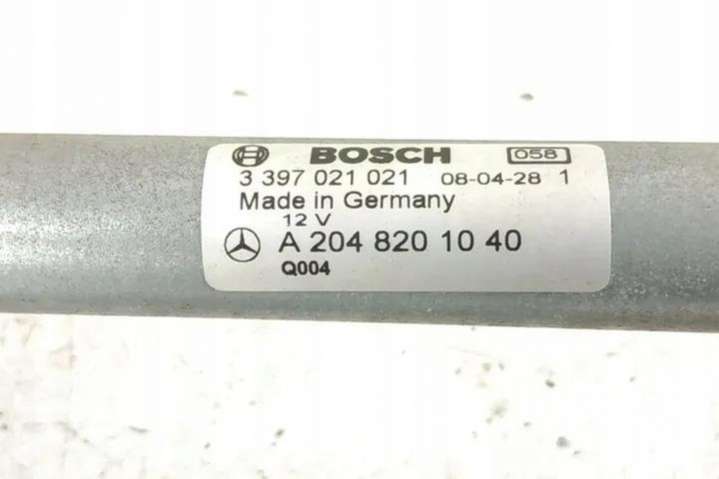 BOSCH 058
3 397 021 021 08-04-28 1
Made in Germany
12 V
A 204 820 10 40
Q004